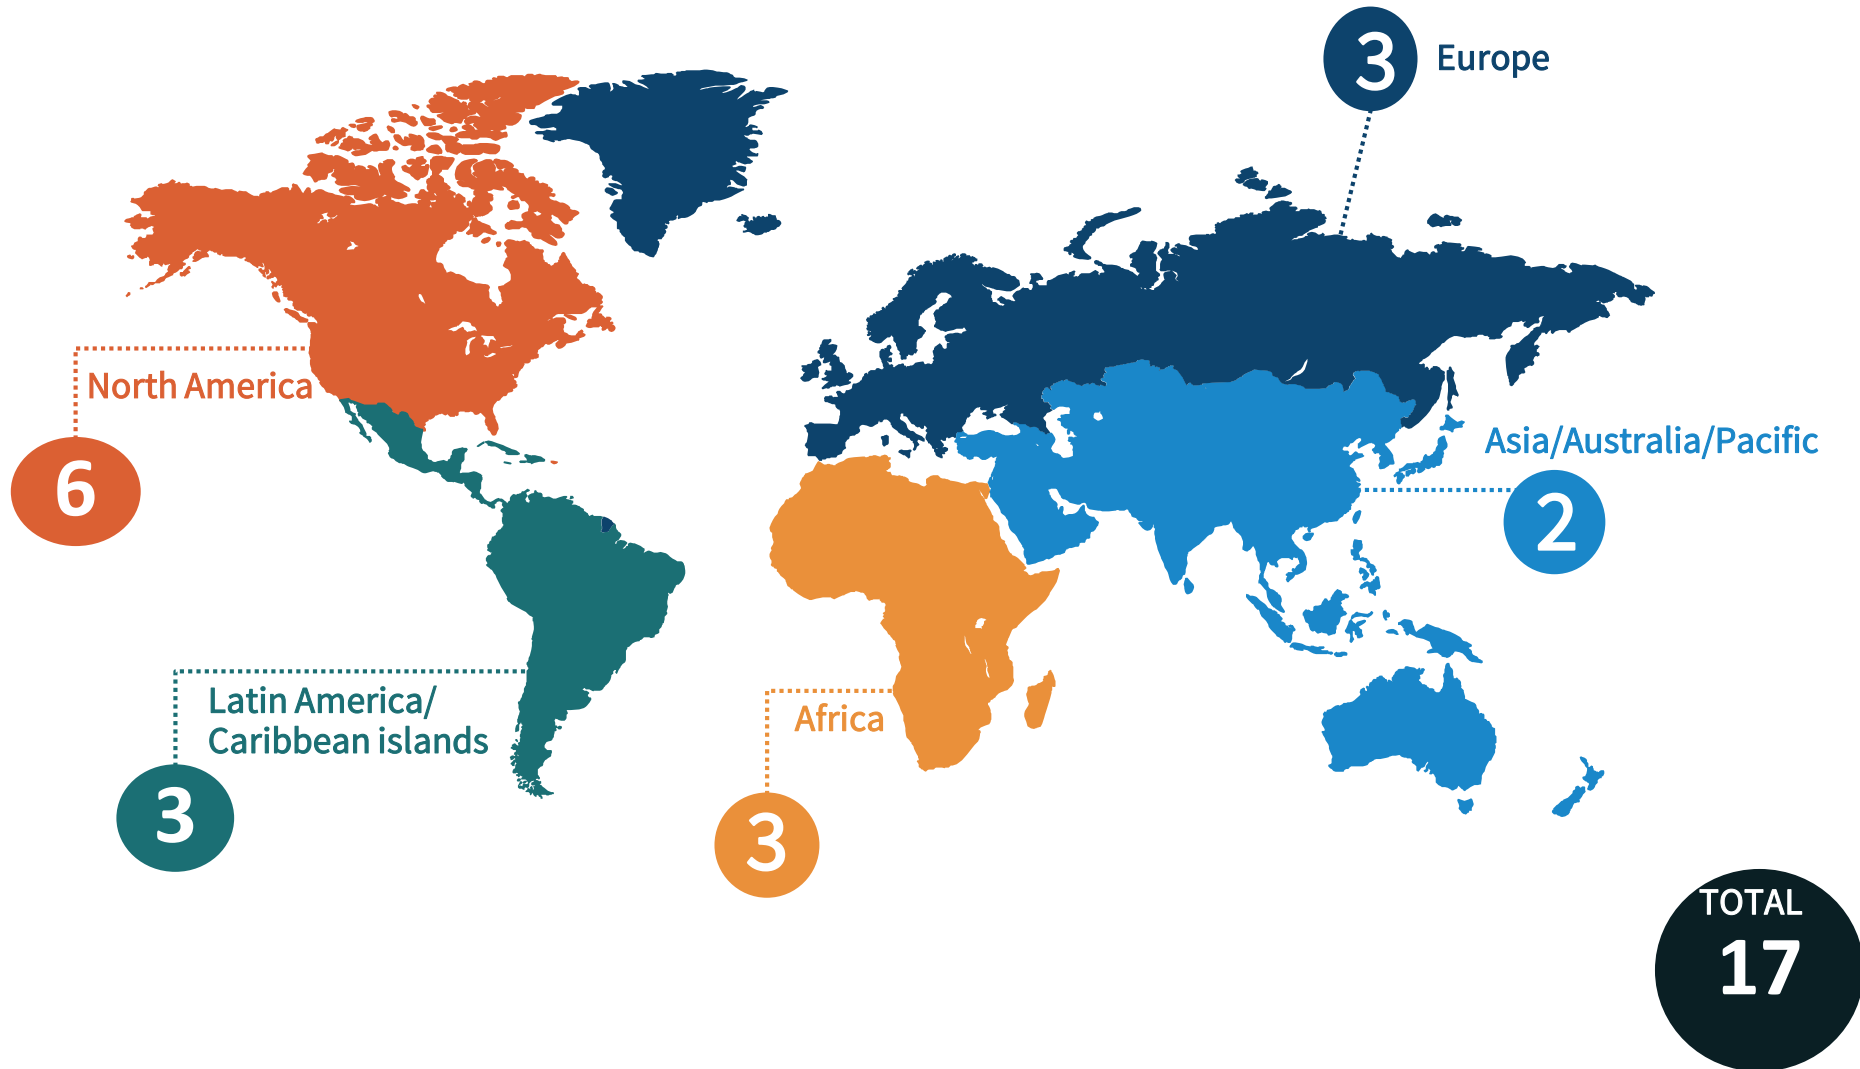 3
Europe
North America
6
Asia/Australia/Pacific
2
Latin America/
Caribbean islands
3
Africa
3
TOTAL
17